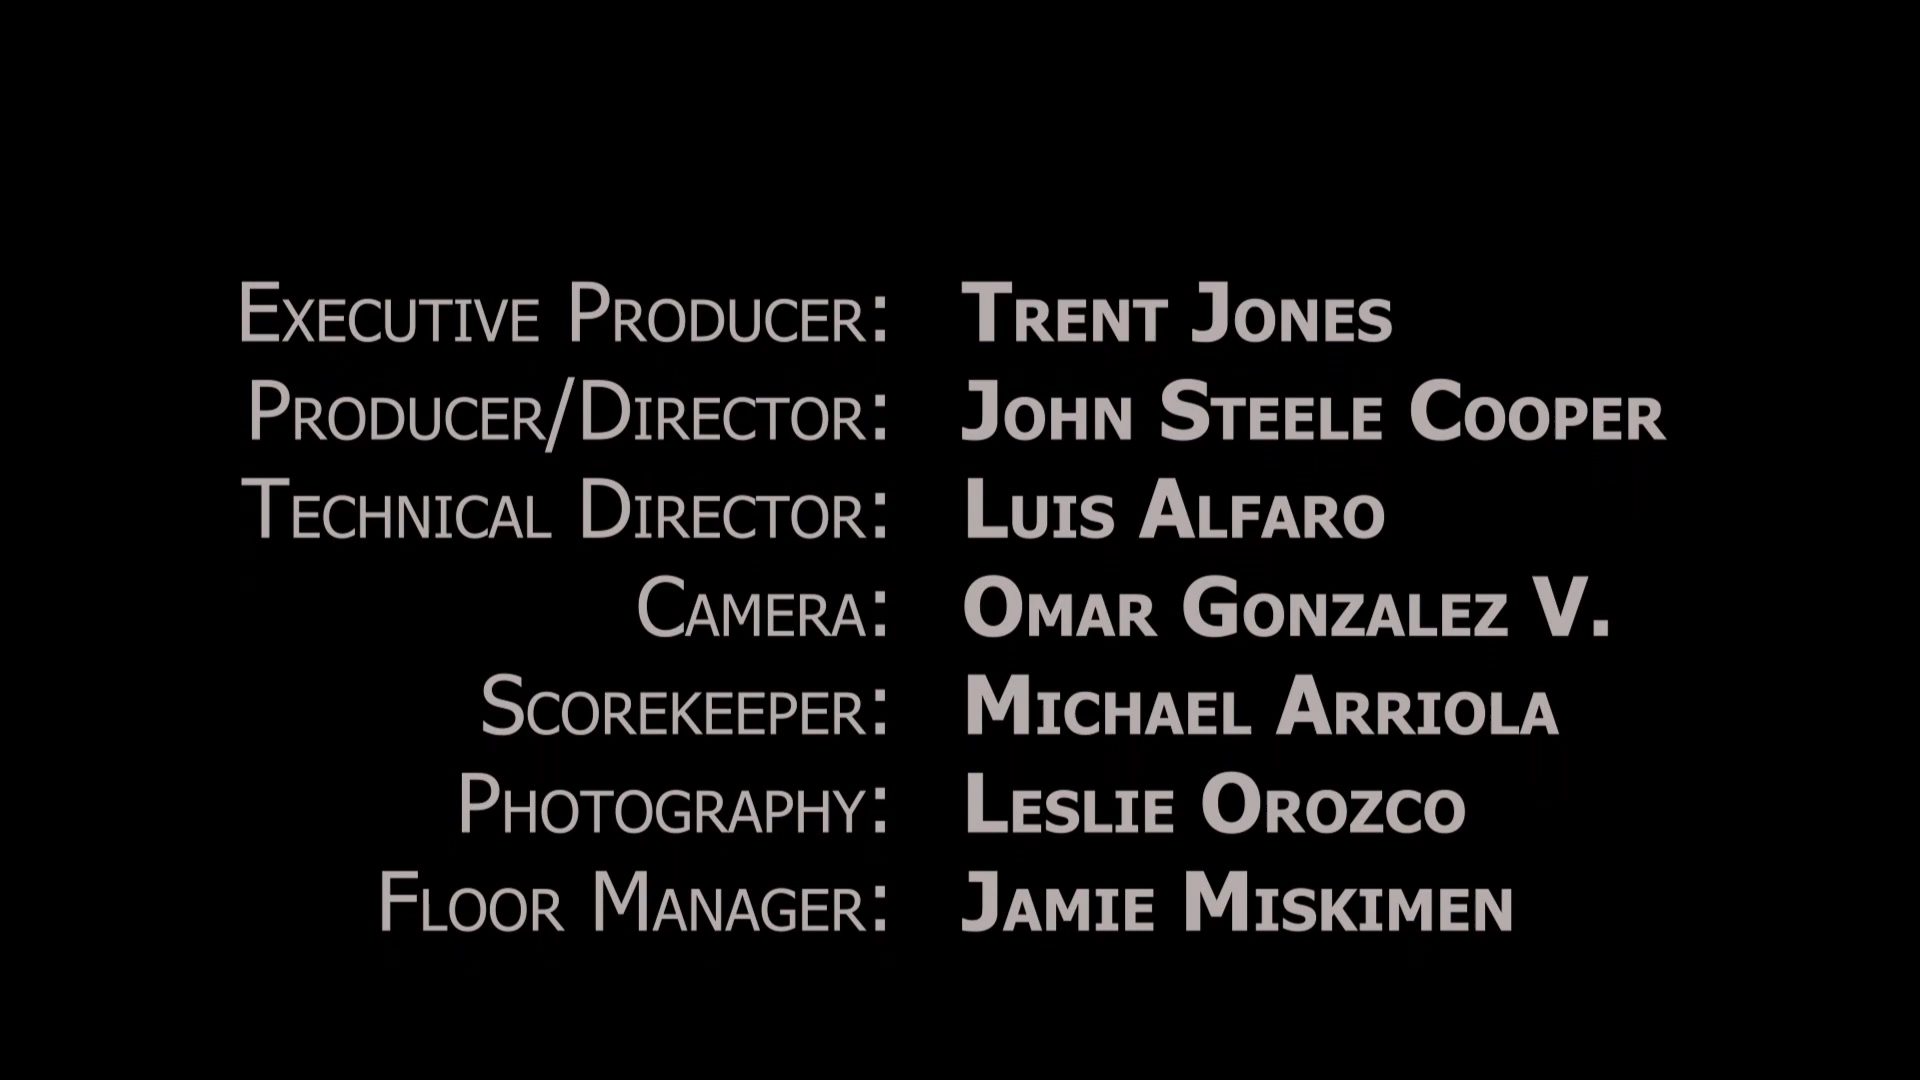 Executive Producer: Trent Jones
Producer/Director: John Steele Cooper
Technical Director: Luis Alfaro
Camera: Omar Gonzalez V.
Scorekeeper: Michael Arriola
Photography: Leslie Orozco
Floor Manager: Jamie Miskimen